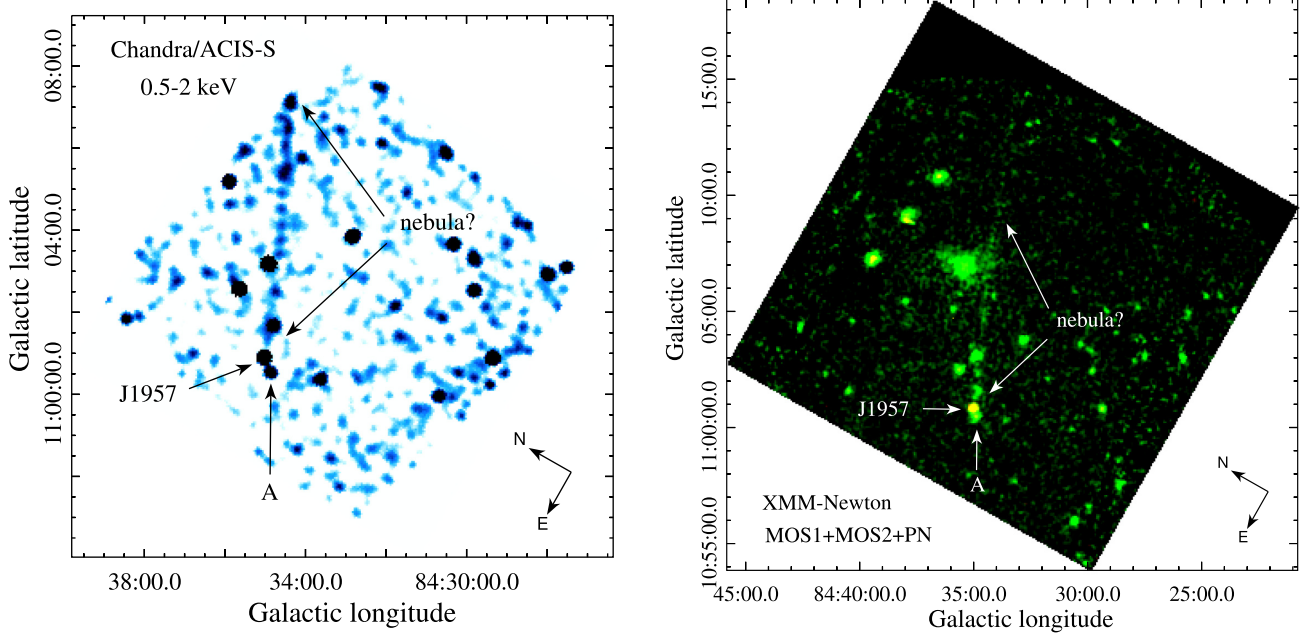 Chandra/ACIS-S
0.5-2 keV
nebula?
J1957
A
N
E
08:00.0
04:00.0
11:00:00.0
Galactic latitude
38:00.0
34:00.0
84:30:00.0
Galactic longitude
nebula?
J1957
A
XMM-Newton
MOS1+MOS2+PN
N
E
15:00.0
10:00.0
05:00.0
11:00:00.0
10:55:00.0
Galactic latitude
45:00.0
84:40:00.0
35:00.0
30:00.0
25:00.0
Galactic longitude